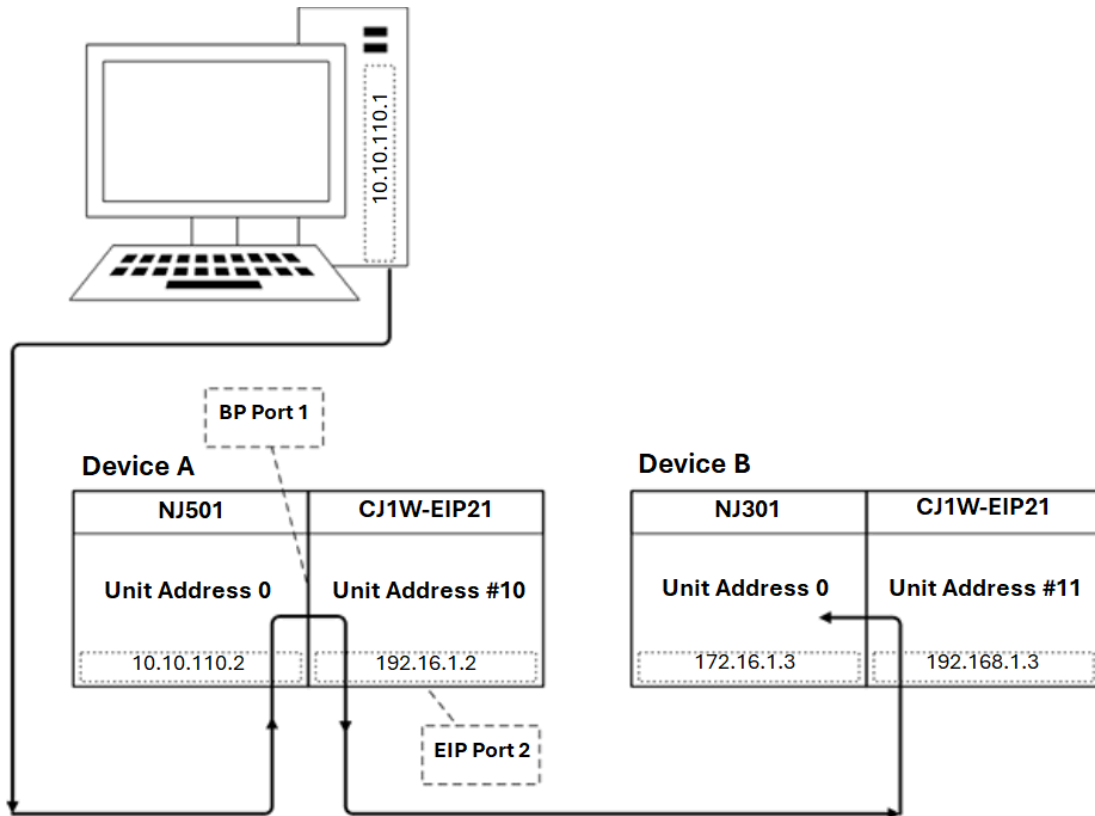 10.10.110.1
BP Port 1
Device A
NJ501
CJ1W-EIP21
Unit Address 0
Unit Address #10
10.10.110.2
192.16.1.2
EIP Port 2
Device B
NJ301
CJ1W-EIP21
Unit Address 0
Unit Address #11
172.16.1.3
192.168.1.3